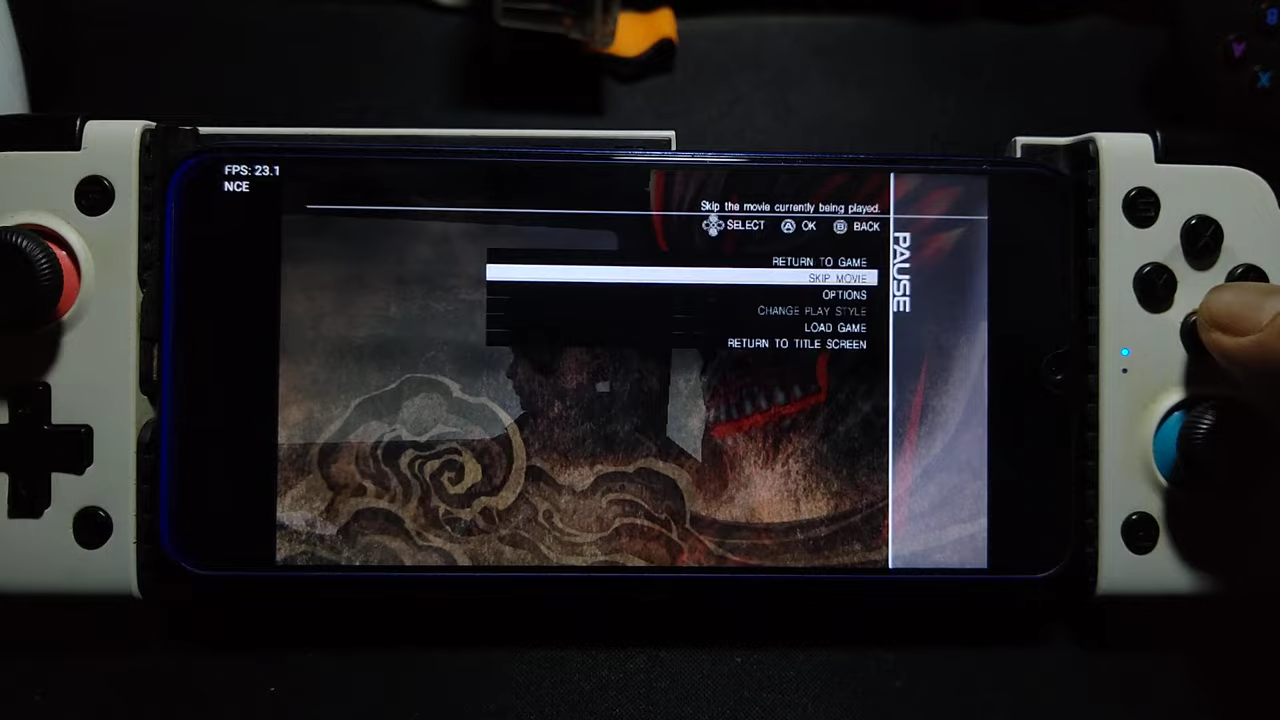 FPS: 23.1
NCE
Skip the movie currently being played.
SELECT A OK B BACK
PAUSE
RETURN TO GAME
SKIP MOVIE
OPTIONS
CHANGE PLAY STYLE
LOAD GAME
RETURN TO TITLE SCREEN
Y
X
X